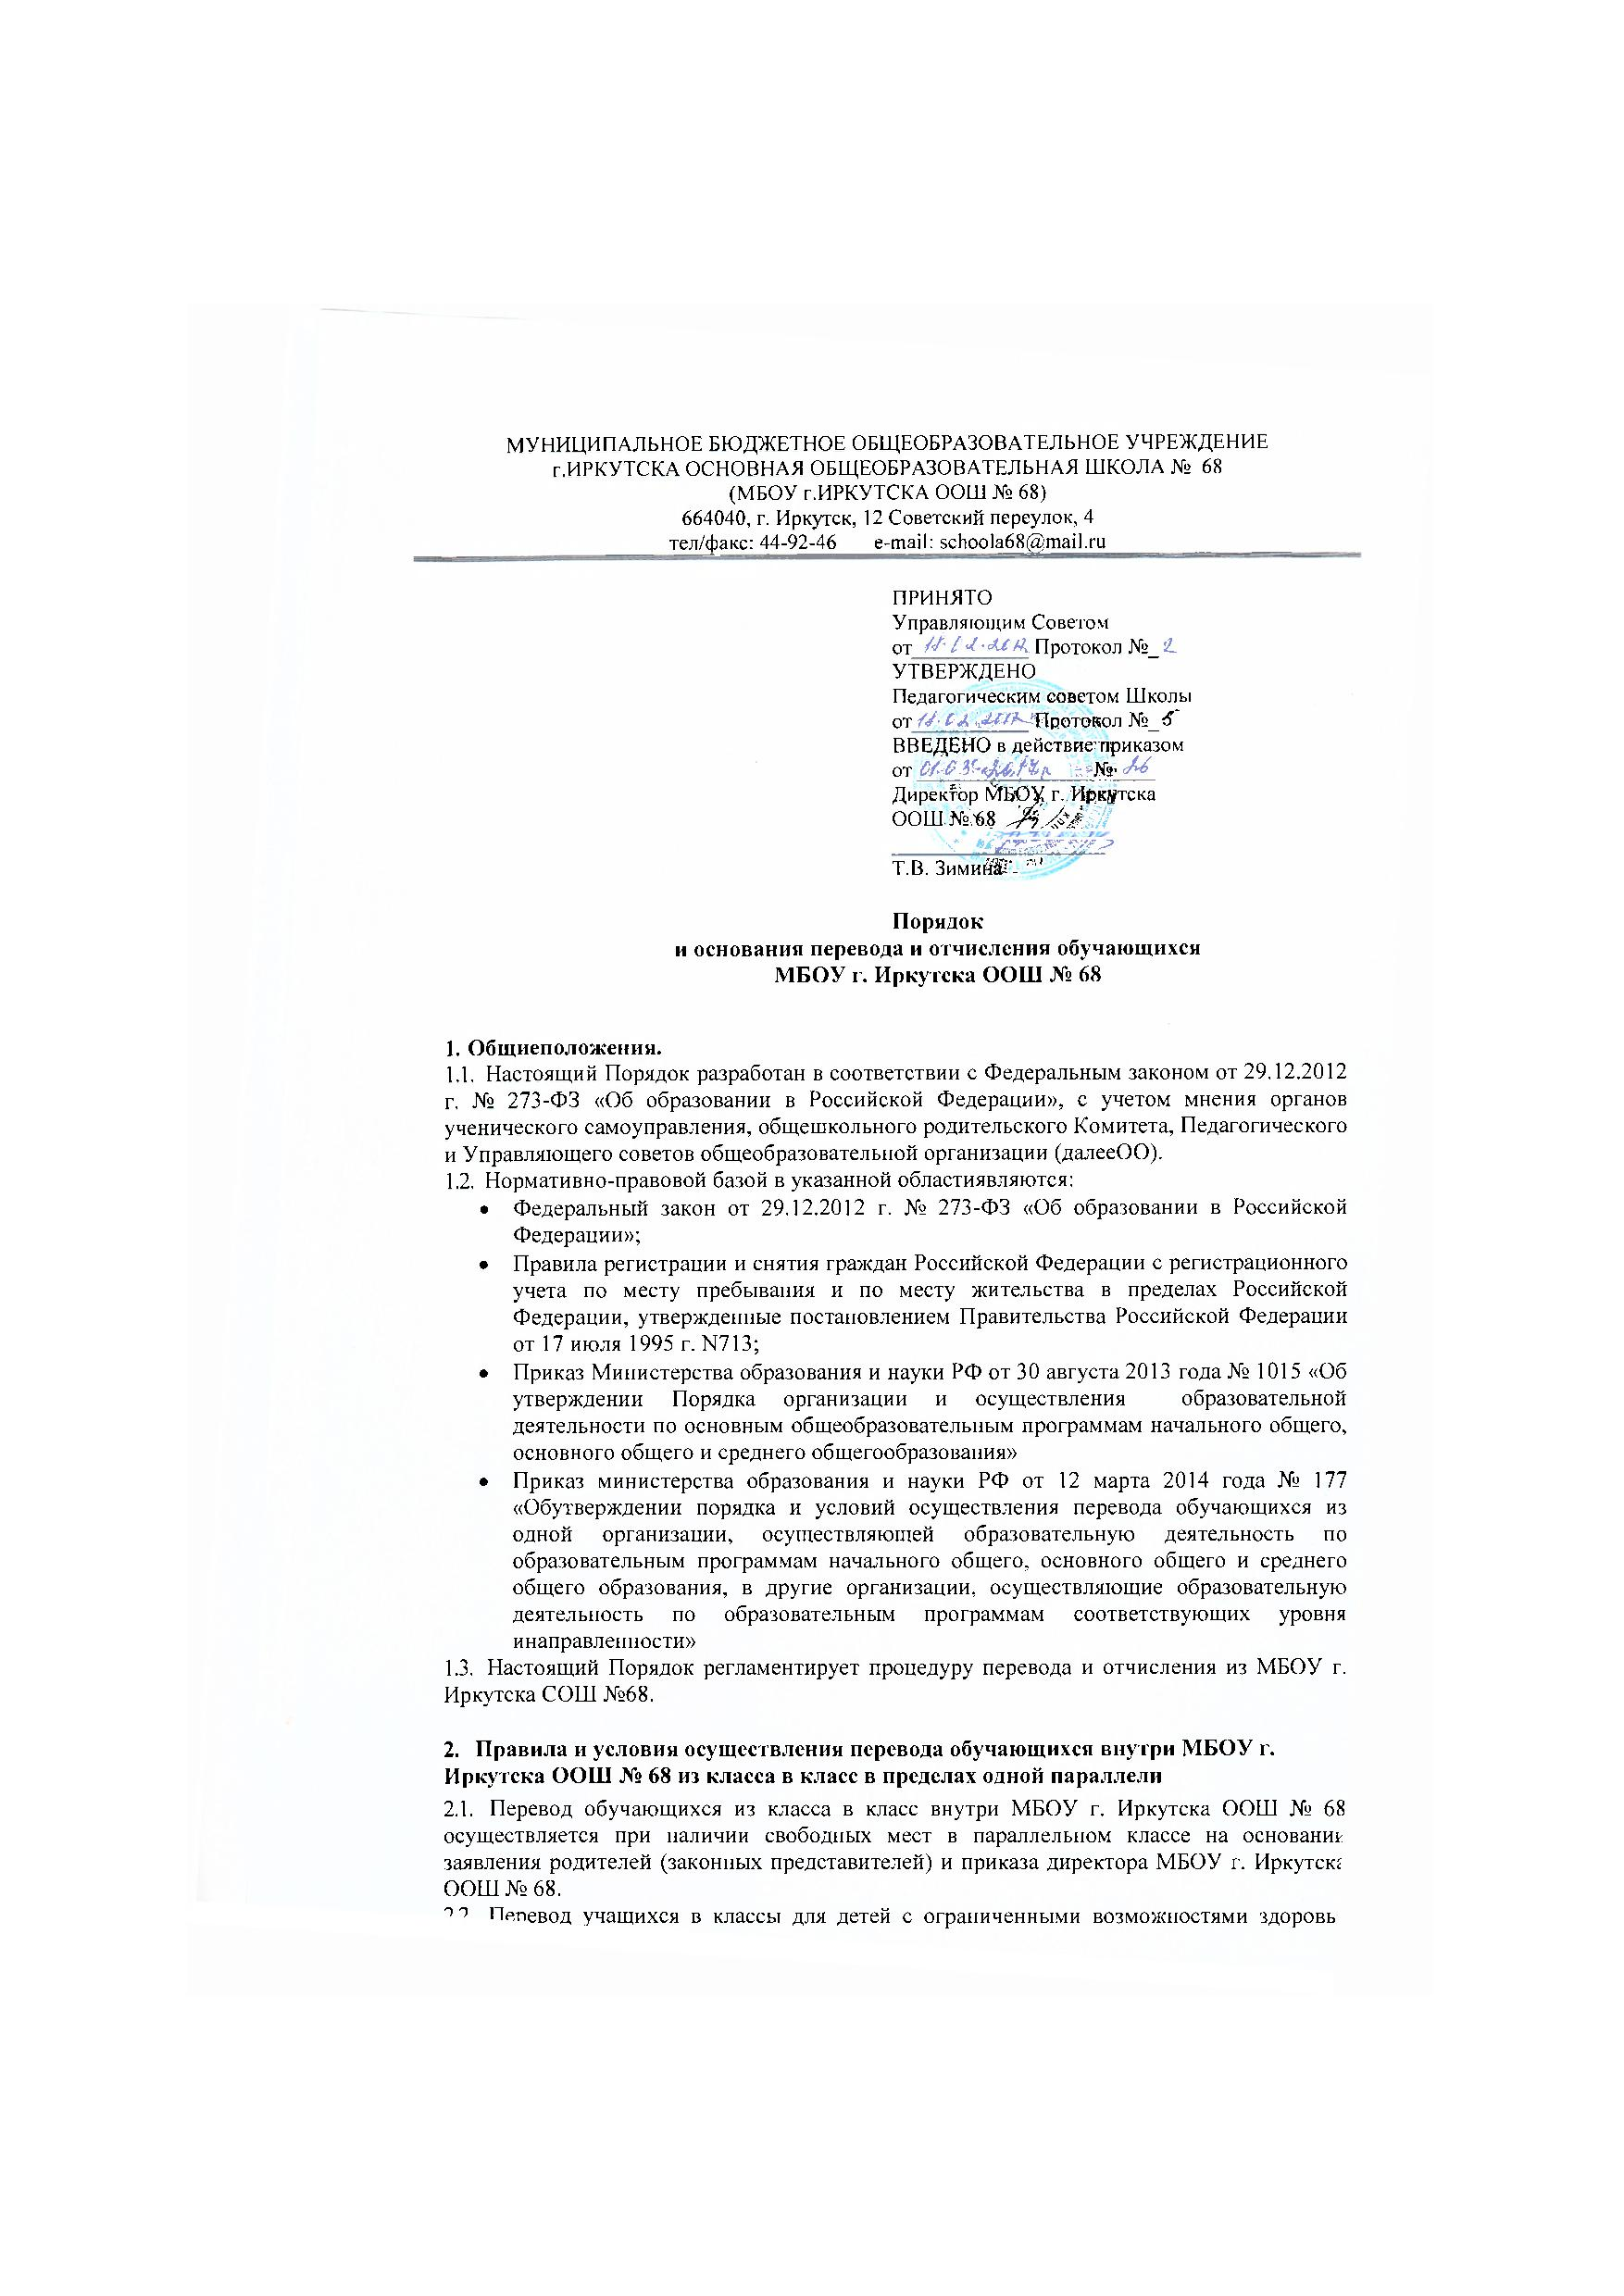 МУНИЦИПАЛЬНОЕ БЮДЖЕТНОЕ ОБЩЕОБРАЗОВАТЕЛЬНОЕ УЧРЕЖДЕНИЕ
г.ИРКУТСКА ОСНОВНАЯ ОБЩЕОБРАЗОВАТЕЛЬНАЯ ШКОЛА № 68
(МБОУ г.ИРКУТСКА ООШ № 68)
664040, г. Иркутск, 12 Советский переулок, 4
тел/факс: 44-92-46 e-mail: schoola68@mail.ru
ПРИНЯТО
Управляющим Советом
от Протокол №_ 2
УТВЕРЖДЕНО
Педагогическим советом Школы
от Протокол №_ 5
ВВЕДЕНО в действие приказом
от 01.03.2017г № 26
Директор МБОУ г. Иркутска
ООШ № 68
Т.В. Зимина
Порядок
и основания перевода и отчисления обучающихся
МБОУ г. Иркутска ООШ № 68
1. Общиеположения.
1.1. Настоящий Порядок разработан в соответствии с Федеральным законом от 29.12.2012
г. № 273-ФЗ «Об образовании в Российской Федерации», с учетом мнения органов
ученического самоуправления, общешкольного родительского Комитета, Педагогического
и Управляющего советов общеобразовательной организации (далееОО).
1.2. Нормативно-правовой базой в указанной областиявляются:
• Федеральный закон от 29.12.2012 г. № 273-ФЗ «Об образовании в Российской
Федерации»;
• Правила регистрации и снятия граждан Российской Федерации с регистрационного
учета по месту пребывания и по месту жительства в пределах Российской
Федерации, утвержденные постановлением Правительства Российской Федерации
от 17 июля 1995 г. N713;
• Приказ Министерства образования и науки РФ от 30 августа 2013 года № 1015 «Об
утверждении Порядка организации и осуществления образовательной
деятельности по основным общеобразовательным программам начального общего,
основного общего и среднего общегообразования»
• Приказ министерства образования и науки РФ от 12 марта 2014 года № 177
«Обутверждении порядка и условий осуществления перевода обучающихся из
одной организации, осуществляющей образовательную деятельность по
образовательным программам начального общего, основного общего и среднего
общего образования, в другие организации, осуществляющие образовательную
деятельность по образовательным программам соответствующих уровня
инаправленности»
1.3. Настоящий Порядок регламентирует процедуру перевода и отчисления из МБОУ г.
Иркутска СОШ №68.
2. Правила и условия осуществления перевода обучающихся внутри МБОУ г.
Иркутска ООШ № 68 из класса в класс в пределах одной параллели
2.1. Перевод обучающихся из класса в класс внутри МБОУ г. Иркутска ООШ № 68
осуществляется при наличии свободных мест в параллельном классе на основании
заявления родителей (законных представителей) и приказа директора МБОУ г. Иркутска
ООШ № 68.
2.2. Перевод учащихся в классы для детей с ограниченными возможностями здоровь